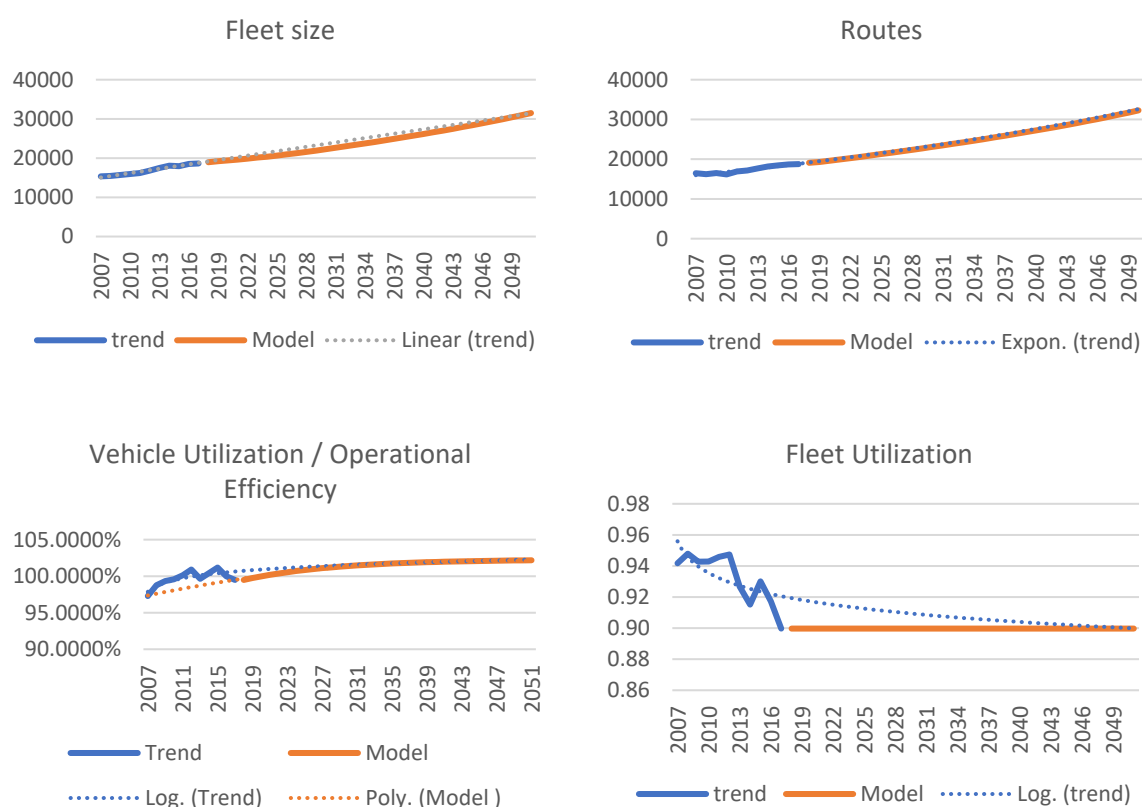 Fleet size
40000
30000
20000
10000
0
2007 2010 2013 2016 2019 2022 2025 2028 2031 2034 2037 2040 2043 2046 2049
trend Model Linear (trend)
Routes
40000
30000
20000
10000
0
2007 2010 2013 2016 2019 2022 2025 2028 2031 2034 2037 2040 2043 2046 2049
trend Model Expon. (trend)
Vehicle Utilization / Operational
Efficiency
105.0000%
100.0000%
95.0000%
90.0000%
2007 2011 2015 2019 2023 2027 2031 2035 2039 2043 2047 2051
Trend Model
Log. (Trend) Poly. (Model )
Fleet Utilization
0.98
0.96
0.94
0.92
0.90
0.88
0.86
2007 2010 2013 2016 2019 2022 2025 2028 2031 2034 2037 2040 2043 2046 2049
trend Model Log. (trend)